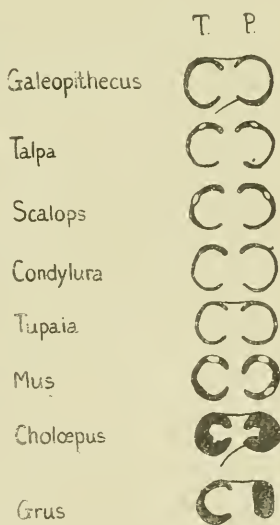 T. P.
Galeopithecus
Talpa
Scalops
Condylura
Tupaia
Mus
Cholœpus
Grus